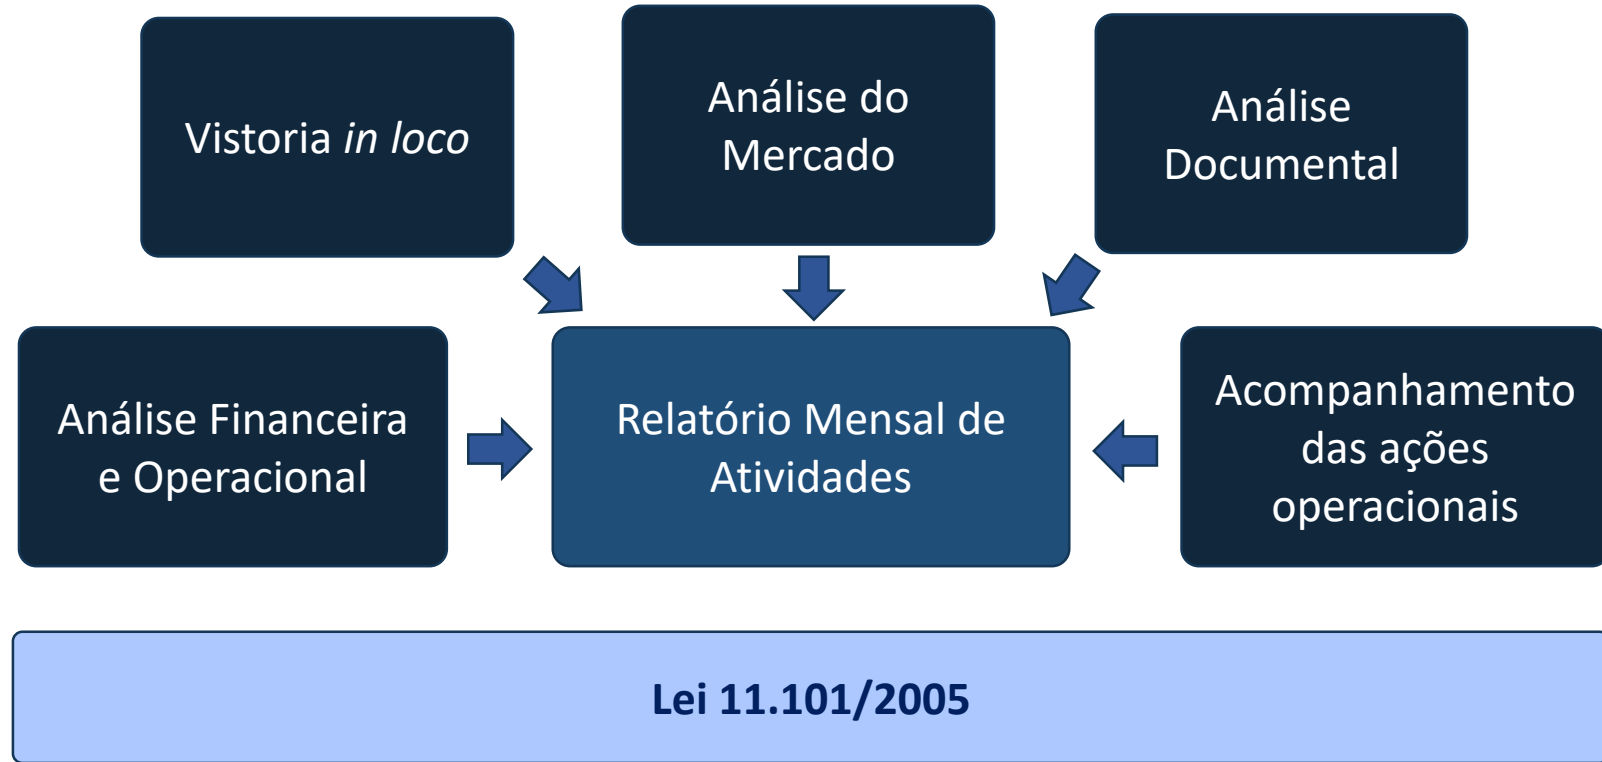 Vistoria in loco
Análise do
Mercado
Análise
Documental
Análise Financeira
e Operacional
Relatório Mensal de
Atividades
Acompanhamento
das ações
operacionais
Lei 11.101/2005